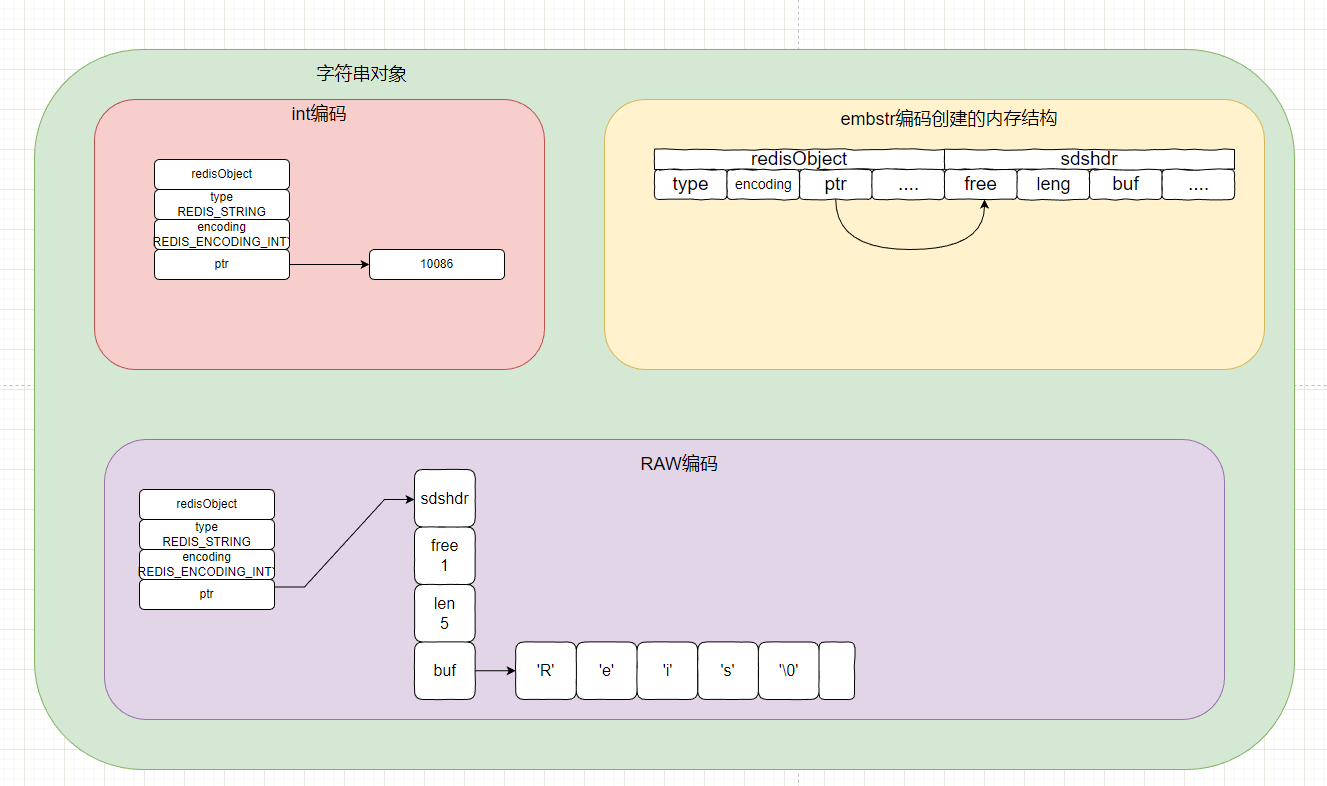 字符串对象
int编码
redisObject
type
REDIS_STRING
encoding
REDIS_ENCODING_INT
ptr
10086
embstr编码创建的内存结构
redisObject sdshdr
type encoding ptr .... free leng buf ....
RAW编码
redisObject
type
REDIS_STRING
encoding
REDIS_ENCODING_INT
ptr
sdshdr
free
1
len
5
buf
'R' 'e' 'i' 's' '\0'